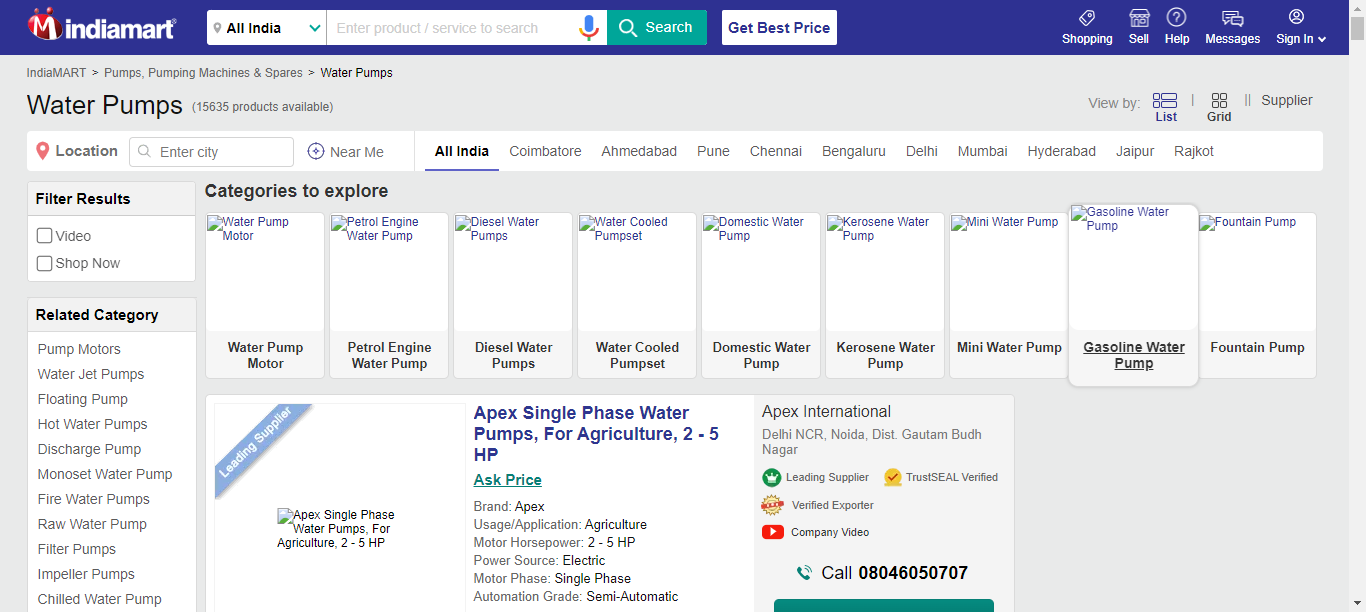 indiamart
All India
Enter product / service to search
Search
Get Best Price
Shopping
Sell
Help
Messages
Sign In
IndiaMART > Pumps, Pumping Machines & Spares > Water Pumps
Water Pumps (15635 products available)
View by:
List
|
Grid
||
Supplier
Location
Enter city
Near Me
All India
Coimbatore
Ahmedabad
Pune
Chennai
Bengaluru
Delhi
Mumbai
Hyderabad
Jaipur
Rajkot
Filter Results
Video
Shop Now
Related Category
Pump Motors
Water Jet Pumps
Floating Pump
Hot Water Pumps
Discharge Pump
Monoset Water Pump
Fire Water Pumps
Raw Water Pump
Filter Pumps
Impeller Pumps
Chilled Water Pump
Categories to explore
Water Pump
Motor
Water Pump
Motor
Petrol Engine
Water Pump
Petrol Engine
Water Pump
Diesel Water
Pumps
Diesel Water
Pumps
Water Cooled
Pumpset
Water Cooled
Pumpset
Domestic Water
Pump
Domestic Water
Pump
Kerosene Water
Pump
Kerosene Water
Pump
Mini Water Pump
Mini Water Pump
Gasoline Water
Pump
Gasoline Water
Pump
Fountain Pump
Fountain Pump
Leading Supplier
Apex Single Phase
Water Pumps, For
Agriculture, 2 - 5 HP
Apex Single Phase Water
Pumps, For Agriculture, 2 - 5
HP
Ask Price
Brand: Apex
Usage/Application: Agriculture
Motor Horsepower: 2 - 5 HP
Power Source: Electric
Motor Phase: Single Phase
Automation Grade: Semi-Automatic
Apex International
Delhi NCR, Noida, Dist. Gautam Budh
Nagar
Leading Supplier
TrustSEAL Verified
Verified Exporter
Company Video
Call 08046050707